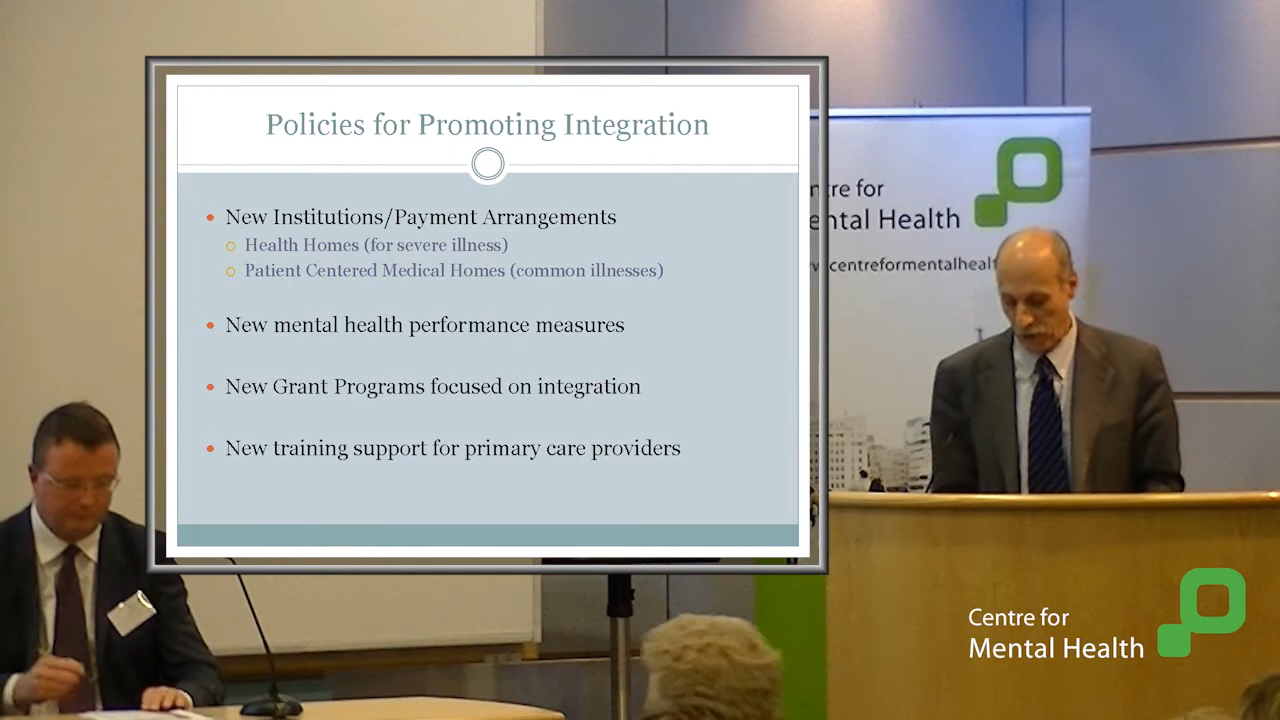 Policies for Promoting Integration
New Institutions/Payment Arrangements
Health Homes (for severe illness)
Patient Centered Medical Homes (common illnesses)
New mental health performance measures
New Grant Programs focused on integration
New training support for primary care providers
ntre for
ental Health
centreformentalhealt
Centre for
Mental Health